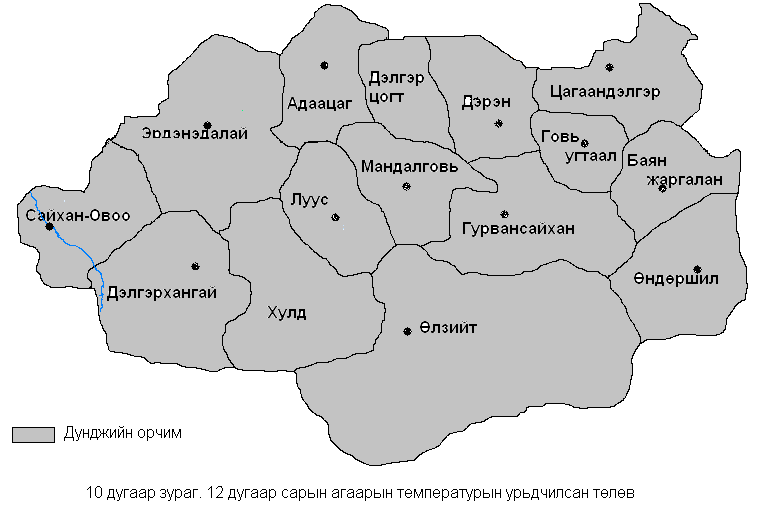 Дэлгэр
цогт
Адаацаг
Дэрэн
Цагаандэлгэр
Эрдэнэдалай
Говь
угтаал
Баян
жаргалан
Мандалговь
Луус
Сайхан-Овоо
Гурвансайхан
Өндөршил
Дэлгэрхангай
Хулд
Өлзийт
Дунджийн орчим
10 дугаар зураг. 12 дугаар сарын агаарын температурын урьдчилсан төлөв